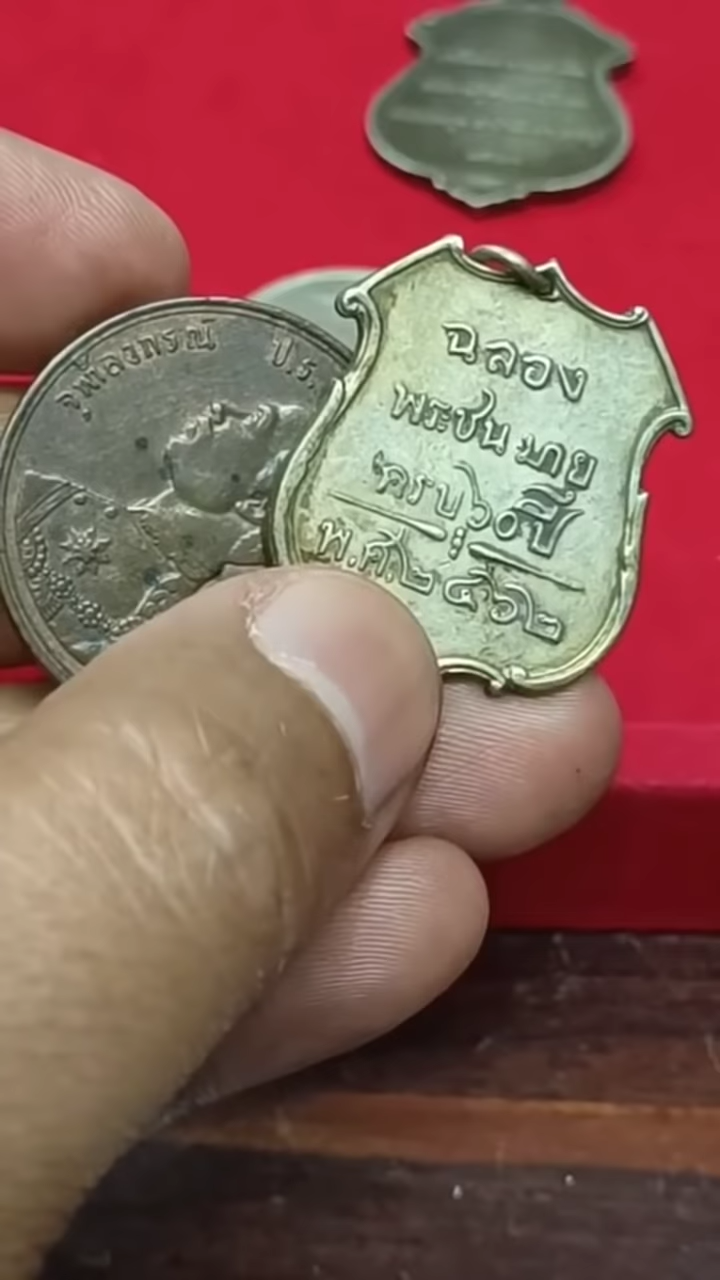 จุฬาลงกรณ์ ป.ร.
ฉลอง
พระชนมายุ
ครบ ๖๐ ปี
พ.ศ.๒๔๖๒